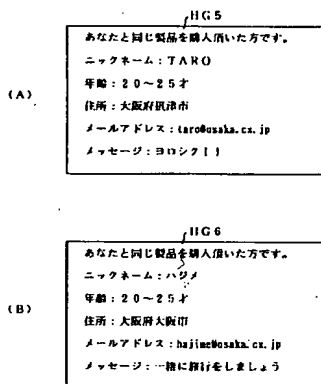 HG5
(A)
あなたと同じ製品を購入頂いた方です。
ニックネーム：TARO
年齢：20～25才
住所：大阪府摂津市
メールアドレス：taro@osaka.cx.jp
メッセージ：ヨロシク！！
HG6
(B)
あなたと同じ製品を購入頂いた方です。
ニックネーム：ハジメ
年齢：20～25才
住所：大阪府大阪市
メールアドレス：hajime@osaka.cx.jp
メッセージ：一緒に旅行をしましょう